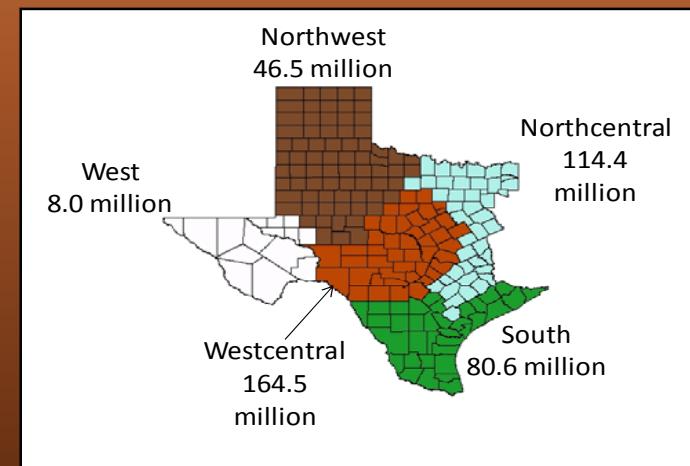 Northwest
46.5 million
Northcentral
114.4
million
West
8.0 million
Westcentral
164.5
million
South
80.6 million